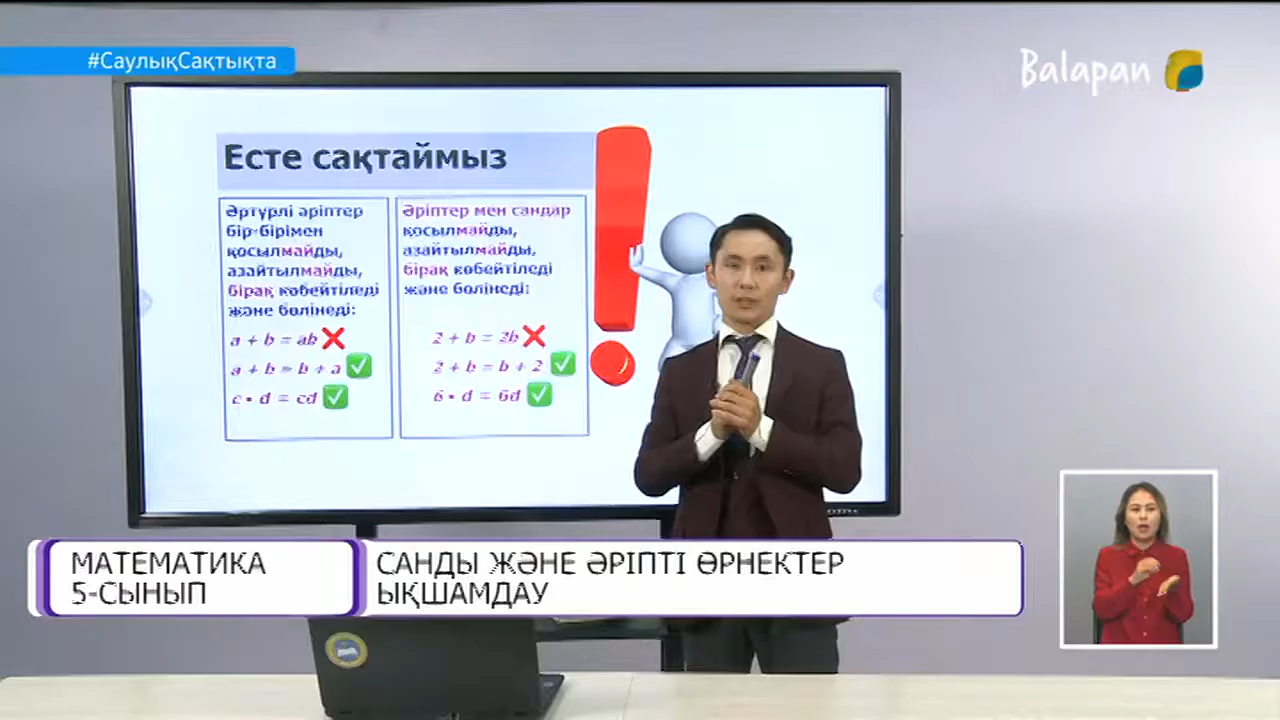 #СаулықСақтықта
Balapan
Есте сақтаймыз
Әртүрлі әріптер
бір-бірімен
қосылмайды,
азайтылмайды,
бірақ көбейтіледі
және бөлінеді:
a + b = ab
a + b = b + a
c • d = cd
Әріптер мен сандар
қосылмайды,
азайтылмайды,
бірақ көбейтіледі
және бөлінеді:
2 + b = 2b
2 + b = b + 2
6 • d = 6d
МАТЕМАТИКА
5-СЫНЫП
САНДЫ ЖӘНЕ ӘРІПТІ ӨРНЕКТЕР
ЫҚШАМДАУ